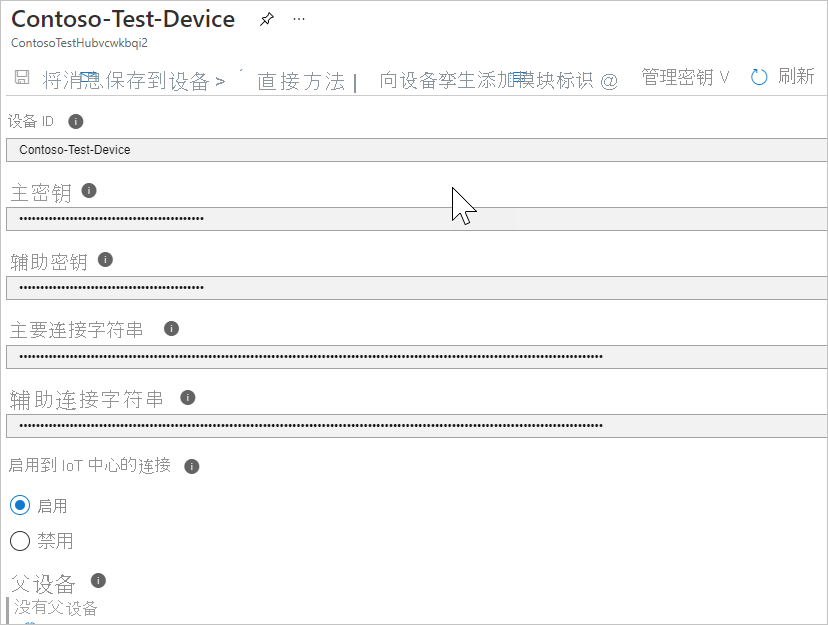 Contoso-Test-Device
ContosoTestHubvcwkbqi2
将消息保存到设备 > 直接方法 | 向设备孪生添加模块标识 @ 管理密钥 V 刷新
设备 ID
Contoso-Test-Device
主密钥
辅助密钥
主要连接字符串
辅助连接字符串
启用到 IoT 中心的连接
启用
禁用
父设备
没有父设备